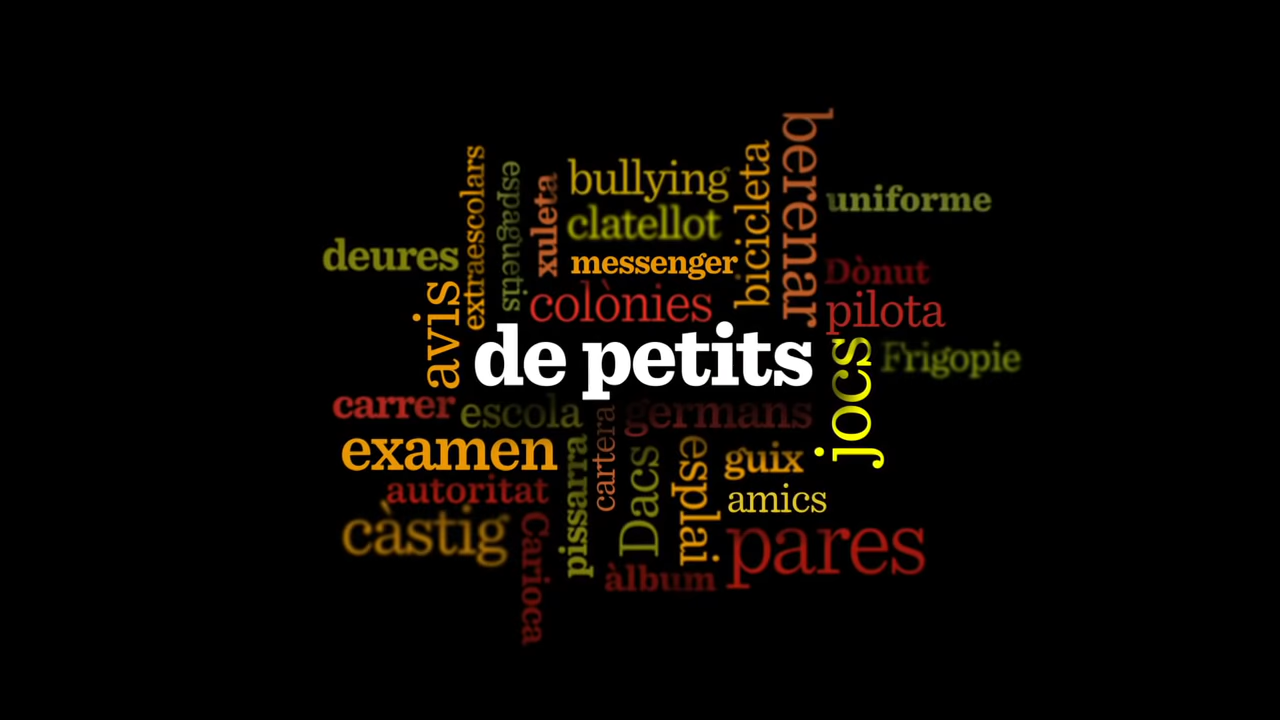 berenar
bicicleta
extraescolars
espaguetis
xuleta
bullying
clatellot
uniforme
deures
messenger
Dònut
avis
colònies
pilota
de petits
jocs
Frigopie
carrer
escola
cartera
germans
examen
pissarra
Dacs
esplai
guix
autoritat
amics
càstig
Carioca
àlbum
pares